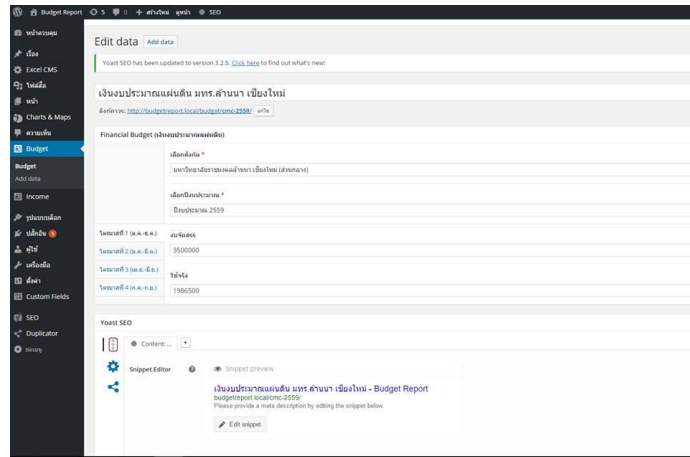 Budget Report 5 0 + สร้างใหม่ ดูหน้า SEO
หน้าควบคุม
เรื่อง
Excel CMS
ไฟล์สื่อ
หน้า
Charts & Maps
ความเห็น
Budget
Budget
Add data
Income
รูปแบบบล็อก
ปลั๊กอิน 5
ผู้ใช้
เครื่องมือ
ตั้งค่า
Custom Fields
SEO
Duplicator
ซ่อนเมนู
Edit data Add data
Yoast SEO has been updated to version 3.2.5. Click here to find out what's new!
เงินงบประมาณแผ่นดิน มทร.ล้านนา เชียงใหม่
ลิงก์ถาวร: http://budgetreport.local/budget/cmc-2559/ แก้ไข
Financial Budget (เงินงบประมาณแผ่นดิน)
เลือกสังกัด *
มหาวิทยาลัยราชมงคลล้านนา เชียงใหม่ (ส่วนกลาง)
เลือกปีงบประมาณ *
ปีงบประมาณ 2559
ไตรมาสที่ 1 (ต.ค.-ธ.ค.)
ไตรมาสที่ 2 (ม.ค.-มี.ค.)
ไตรมาสที่ 3 (เม.ย.-มิ.ย.)
ไตรมาสที่ 4 (ก.ค.-ก.ย.)
งบจัดสรร
3500000
ใช้จริง
1986500
Yoast SEO
Content: ... +
Snippet Editor
Snippet preview
เงินงบประมาณแผ่นดิน มทร.ล้านนา เชียงใหม่ - Budget Report
budgetreport.local/cmc-2559/
Please provide a meta description by editing the snippet below.
Edit snippet